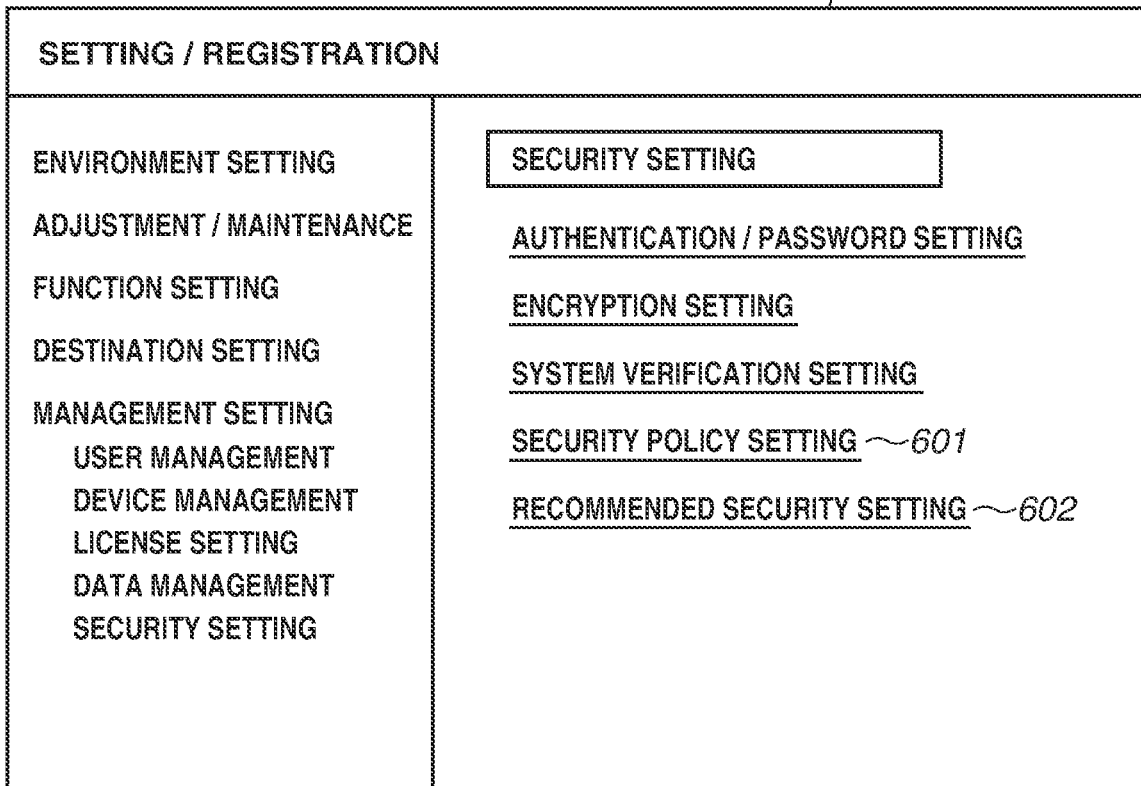 SETTING / REGISTRATION
ENVIRONMENT SETTING
ADJUSTMENT / MAINTENANCE
FUNCTION SETTING
DESTINATION SETTING
MANAGEMENT SETTING
USER MANAGEMENT
DEVICE MANAGEMENT
LICENSE SETTING
DATA MANAGEMENT
SECURITY SETTING
SECURITY SETTING
AUTHENTICATION / PASSWORD SETTING
ENCRYPTION SETTING
SYSTEM VERIFICATION SETTING
SECURITY POLICY SETTING 601
RECOMMENDED SECURITY SETTING 602